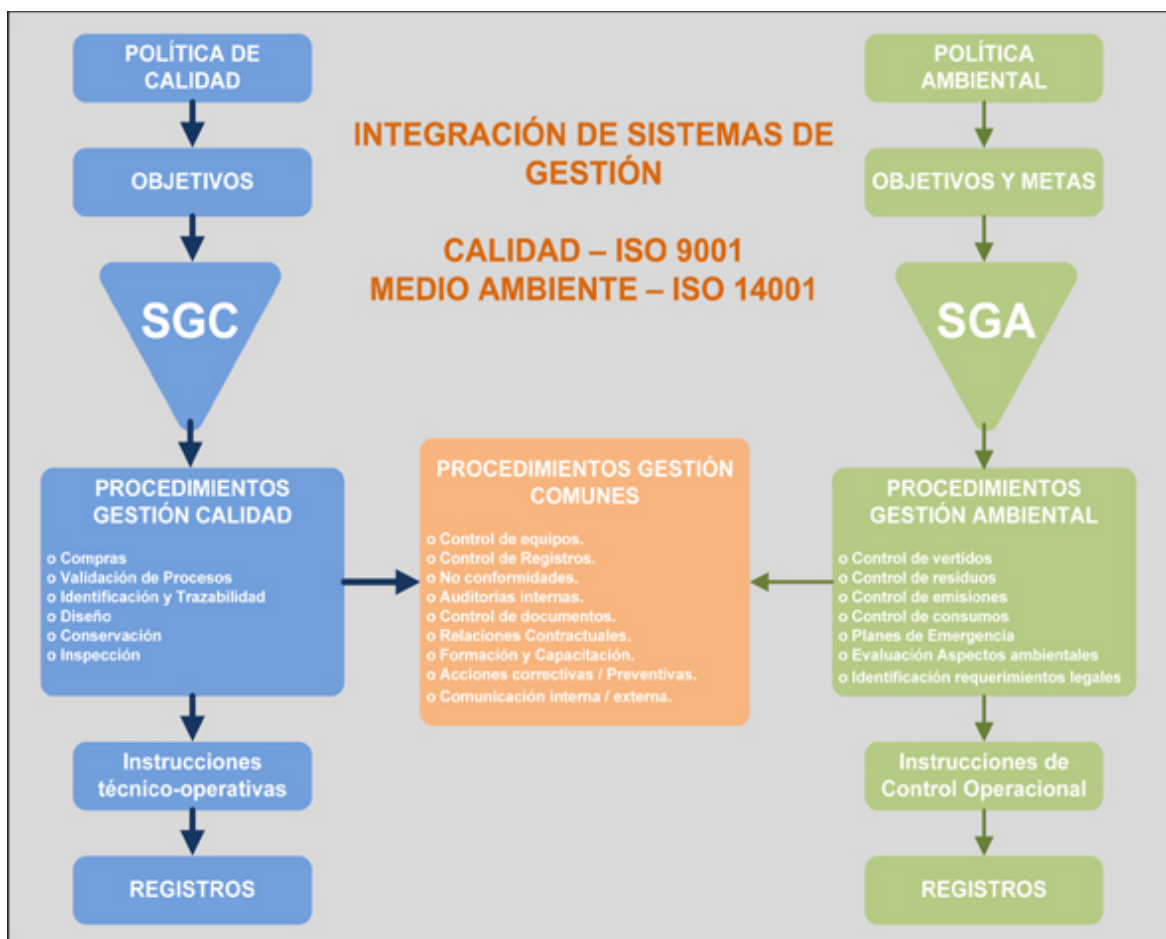 POLÍTICA DE
CALIDAD
OBJETIVOS
SGC
PROCEDIMIENTOS
GESTIÓN CALIDAD
o Compras
o Validación de Procesos
o Identificación y Trazabilidad
o Diseño
o Conservación
o Inspección
Instrucciones
técnico-operativas
REGISTROS
INTEGRACIÓN DE SISTEMAS DE
GESTIÓN
CALIDAD – ISO 9001
MEDIO AMBIENTE – ISO 14001
PROCEDIMIENTOS GESTIÓN
COMUNES
o Control de equipos.
o Control de Registros.
o No conformidades.
o Auditorias internas.
o Control de documentos.
o Relaciones Contractuales.
o Formación y Capacitación.
o Acciones correctivas / Preventivas.
o Comunicación interna / externa.
POLÍTICA
AMBIENTAL
OBJETIVOS Y METAS
SGA
PROCEDIMIENTOS
GESTIÓN AMBIENTAL
o Control de vertidos
o Control de residuos
o Control de emisiones
o Control de consumos
o Planes de Emergencia
o Evaluación Aspectos ambientales
o Identificación requerimientos legales
Instrucciones de
Control Operacional
REGISTROS